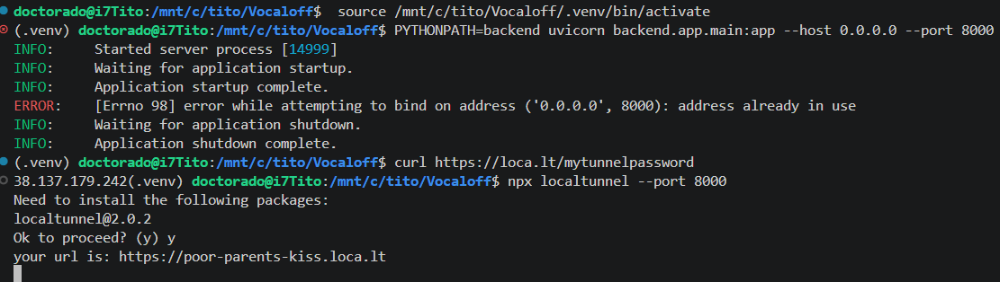 doctorado@i7Tito:/mnt/c/tito/Vocaloff$  source /mnt/c/tito/Vocaloff/.venv/bin/activate
(.venv) doctorado@i7Tito:/mnt/c/tito/Vocaloff$ PYTHONPATH=backend uvicorn backend.app.main:app --host 0.0.0.0 --port 8000
INFO:     Started server process [14999]
INFO:     Waiting for application startup.
INFO:     Application startup complete.
ERROR:    [Errno 98] error while attempting to bind on address ('0.0.0.0', 8000): address already in use
INFO:     Waiting for application shutdown.
INFO:     Application shutdown complete.
(.venv) doctorado@i7Tito:/mnt/c/tito/Vocaloff$ curl https://loca.lt/mytunnelpassword
38.137.179.242(.venv) doctorado@i7Tito:/mnt/c/tito/Vocaloff$ npx localtunnel --port 8000
Need to install the following packages:
localtunnel@2.0.2
Ok to proceed? (y) y
your url is: https://poor-parents-kiss.loca.lt